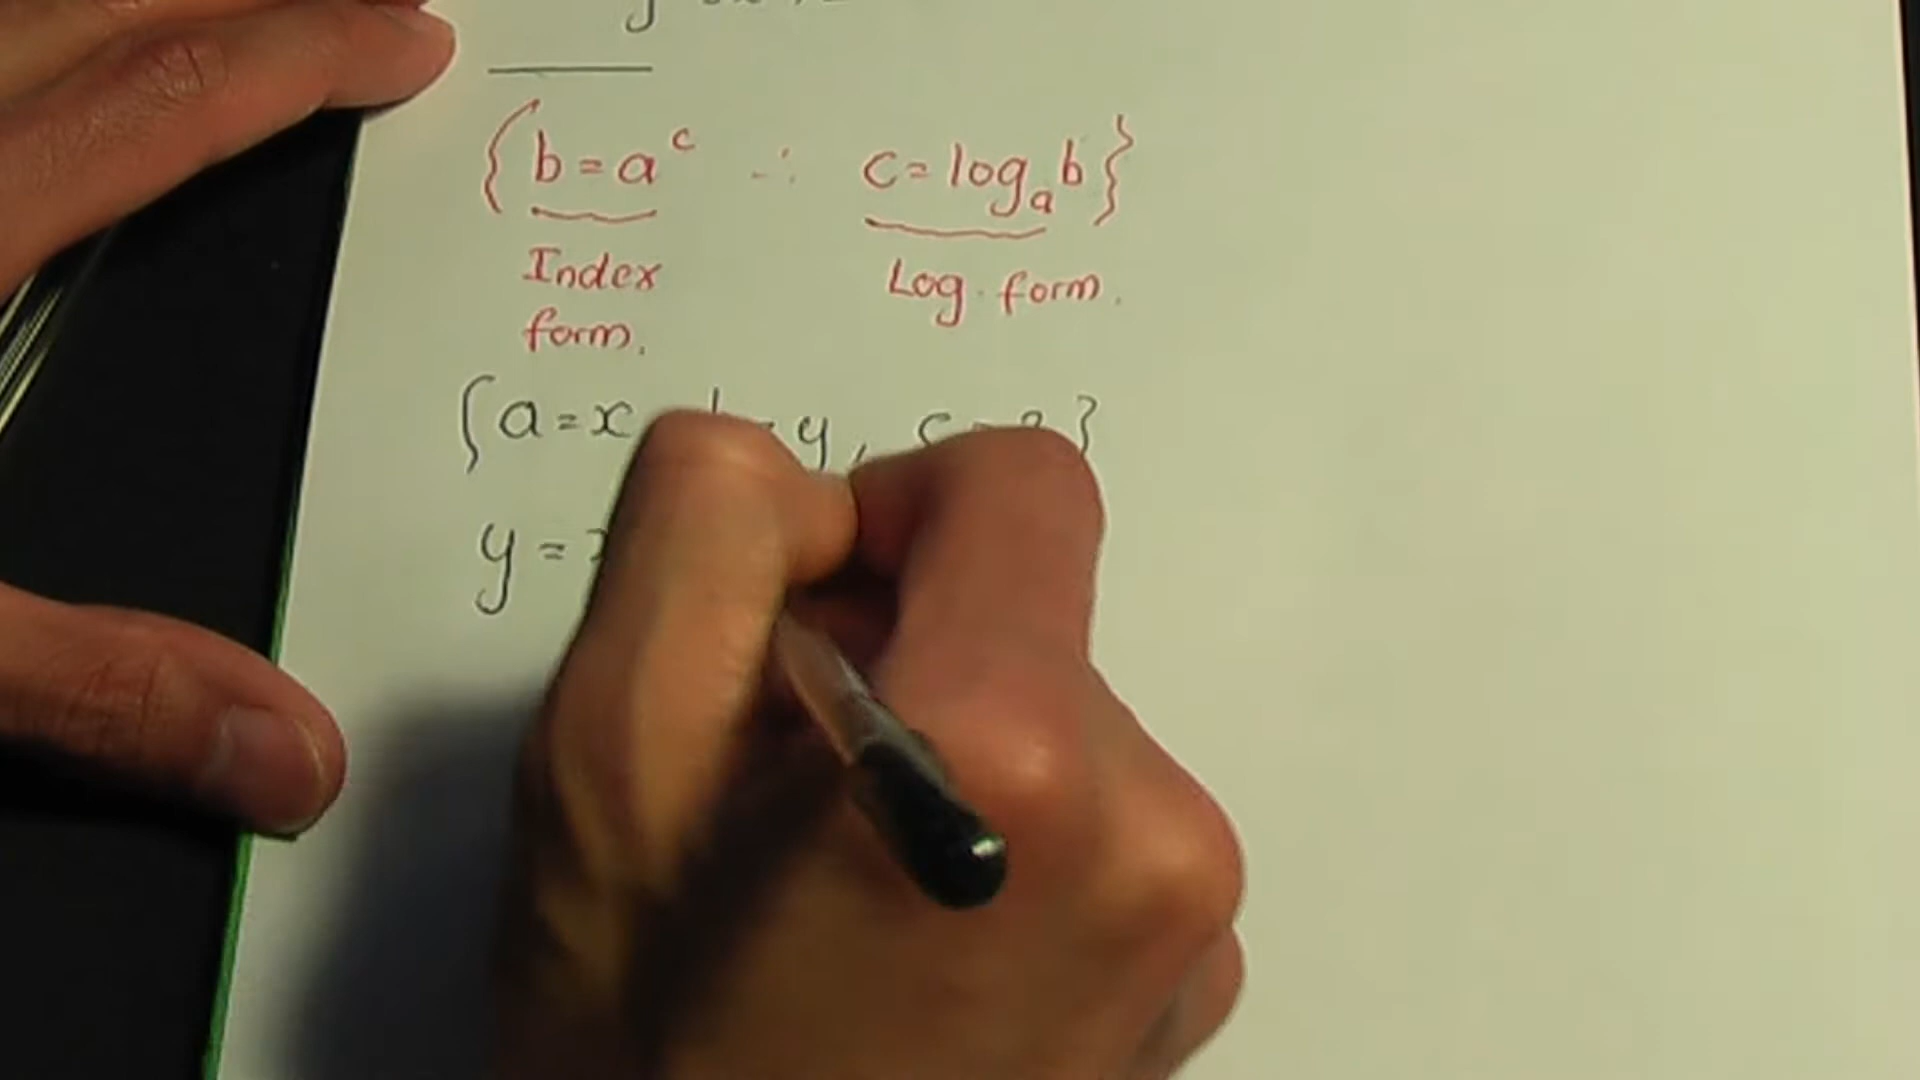 {b=a^c ∴ c=log_a b}
Index Log form.
form.
{a=x y, c }
y =